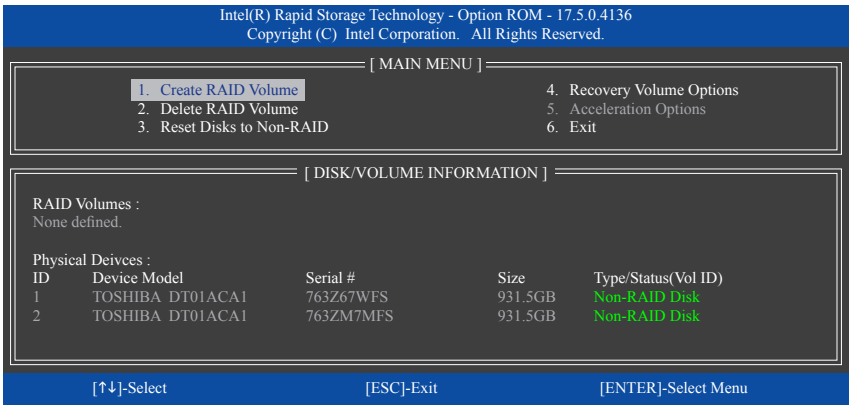 Intel(R) Rapid Storage Technology - Option ROM - 17.5.0.4136
Copyright (C) Intel Corporation. All Rights Reserved.
[ MAIN MENU ]
1. Create RAID Volume
2. Delete RAID Volume
3. Reset Disks to Non-RAID
4. Recovery Volume Options
5. Acceleration Options
6. Exit
[ DISK/VOLUME INFORMATION ]
RAID Volumes :
None defined.
Physical Deivces :
ID Device Model Serial # Size Type/Status(Vol ID)
1 TOSHIBA DT01ACA1 763Z67WFS 931.5GB Non-RAID Disk
2 TOSHIBA DT01ACA1 763ZM7MFS 931.5GB Non-RAID Disk
[↑↓]-Select [ESC]-Exit [ENTER]-Select Menu